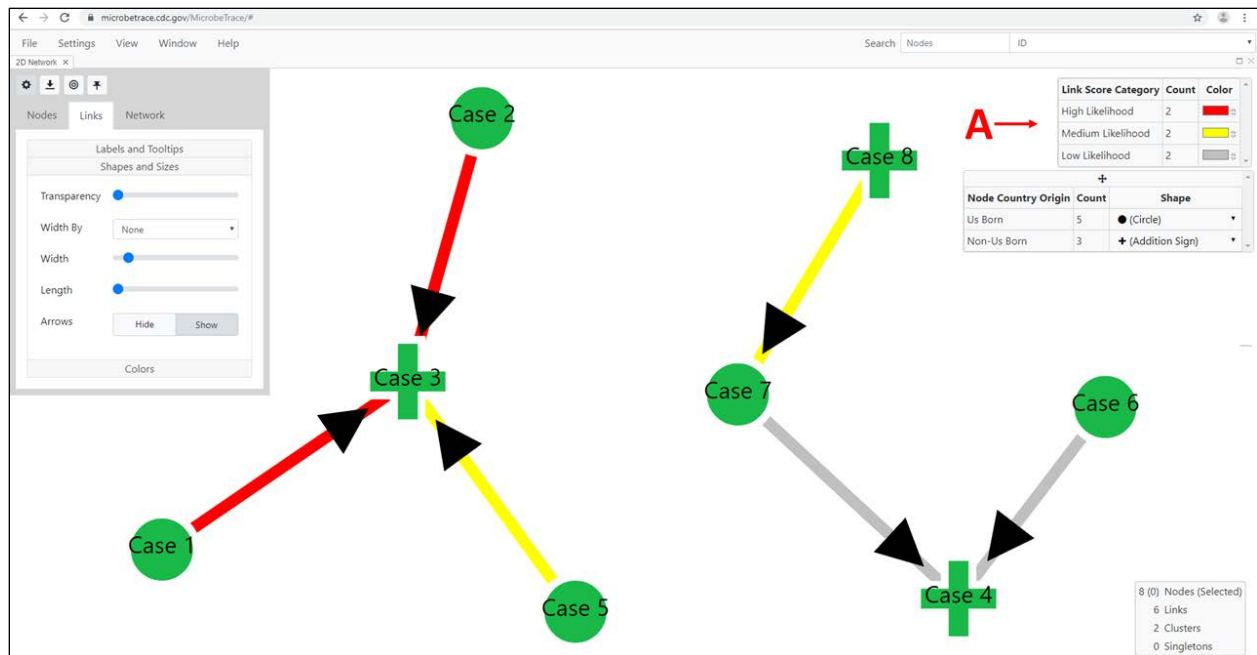 microbetrace.cdc.gov/MicrobeTrace/#
File Settings View Window Help Search Nodes ID
2D Network ×
Nodes Links Network
Labels and Tooltips
Shapes and Sizes
Transparency
Width By None
Width
Length
Arrows Hide Show
Colors
A
Link Score Category Count Color
High Likelihood 2
Medium Likelihood 2
Low Likelihood 2
Node Country Origin Count Shape
Us Born 5 (Circle)
Non-Us Born 3 (Addition Sign)
Case 2
Case 8
Case 3
Case 7
Case 6
Case 1
Case 5
Case 4
8 (0) Nodes (Selected)
6 Links
2 Clusters
0 Singletons